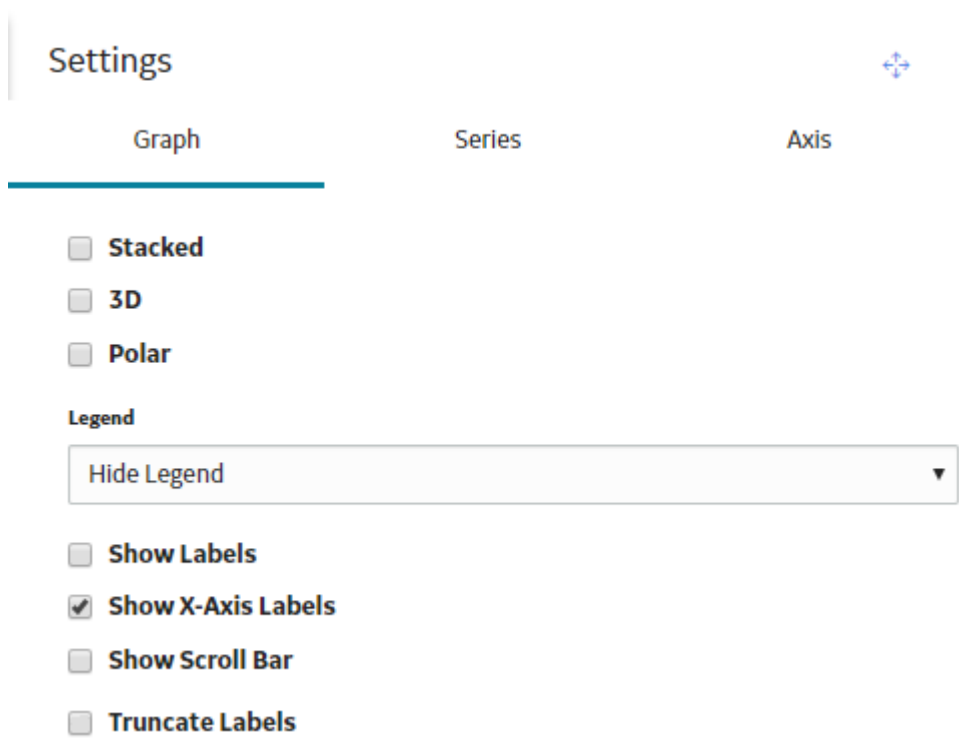 Settings
Graph Series Axis
Stacked
3D
Polar
Legend
Hide Legend
Show Labels
Show X-Axis Labels
Show Scroll Bar
Truncate Labels